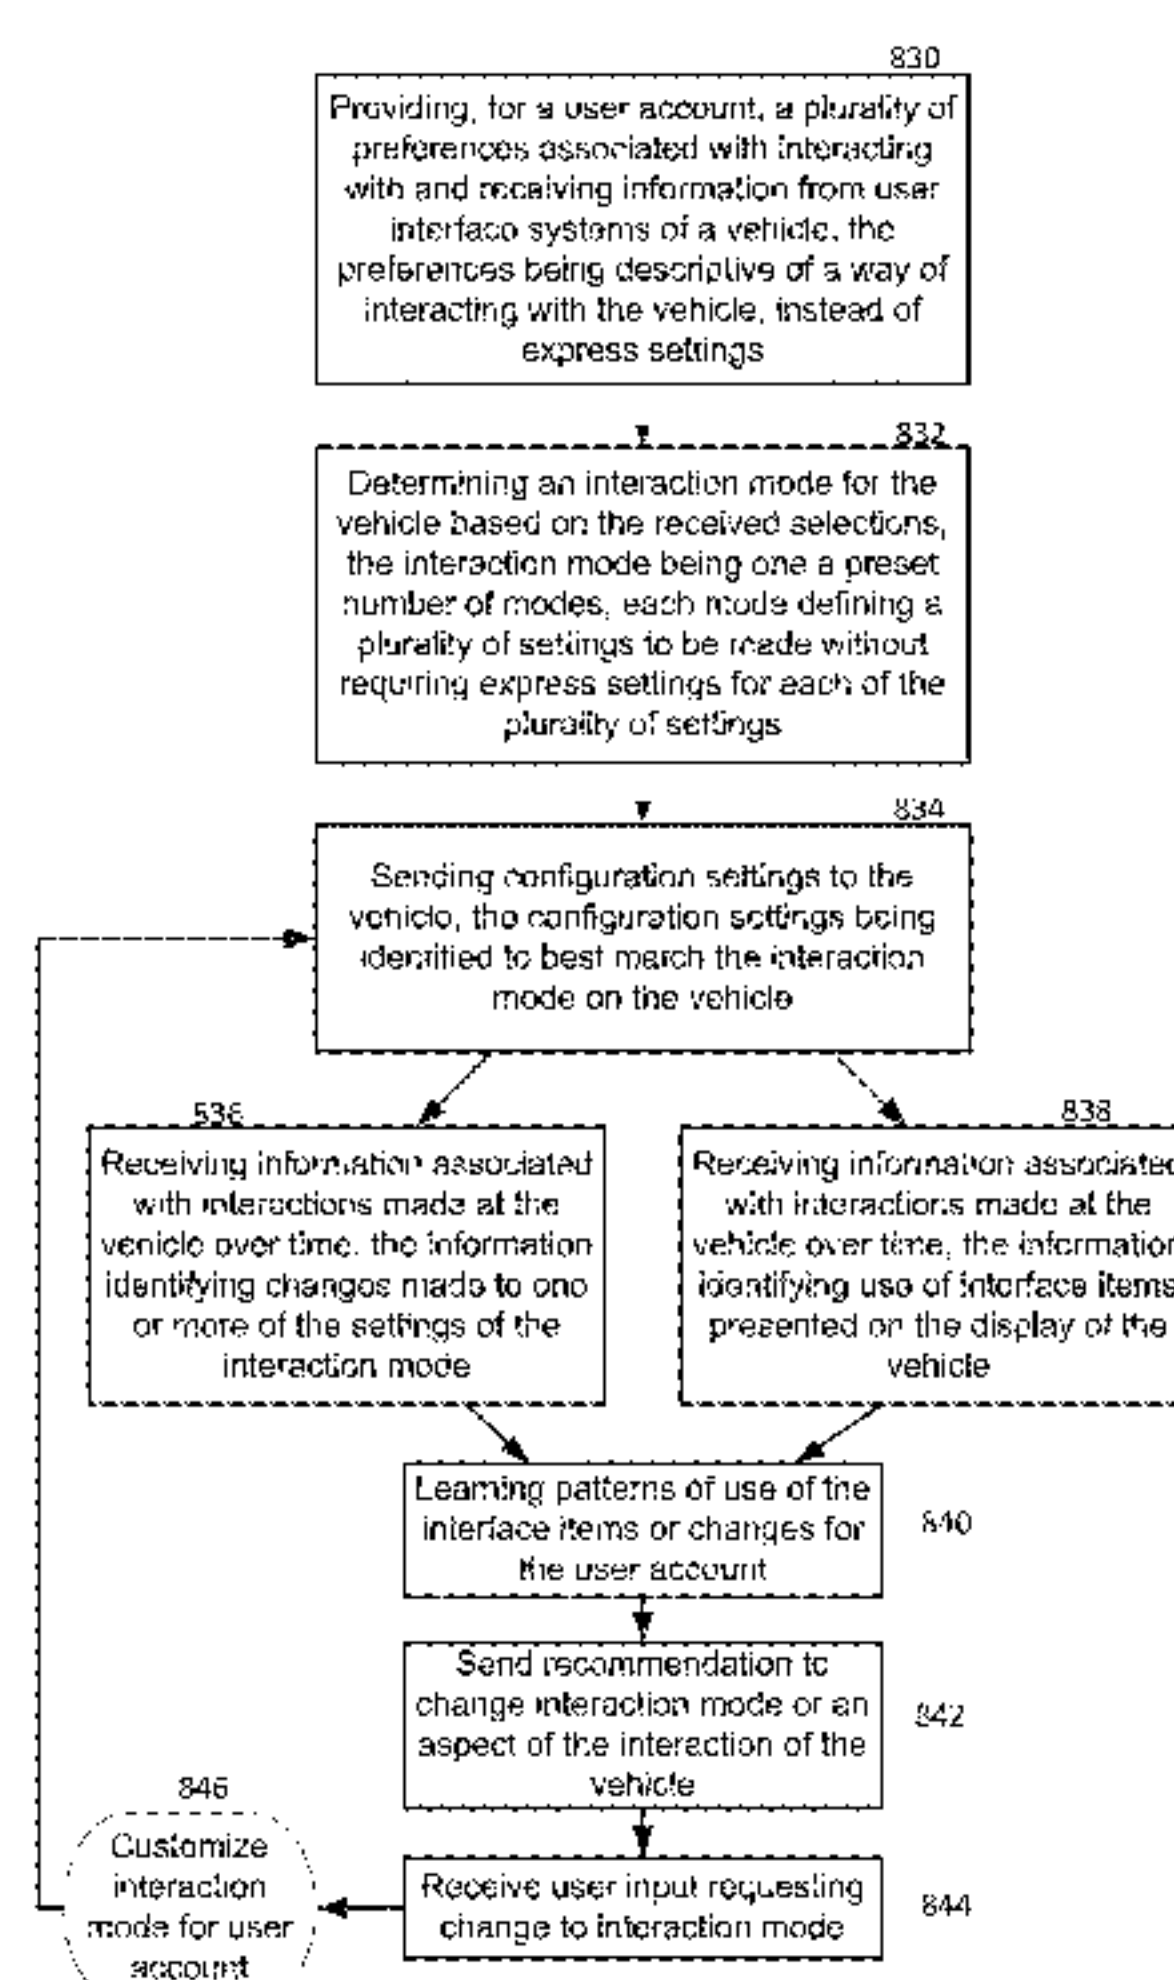 830
Providing, for a user account, a plurality of
preferences associated with interacting
with and receiving information from user
interface systems of a vehicle, the
preferences being descriptive of a way of
interacting with the vehicle, instead of
express settings
832
Determining an interaction mode for the
vehicle based on the received selections,
the interaction mode being one a preset
number of modes, each mode defining a
plurality of settings to be made without
requiring express settings for each of the
plurality of settings
834
Sending configuration settings to the
vehicle, the configuration settings being
identified to best match the interaction
mode on the vehicle
836
Receiving information associated
with interactions made at the
vehicle over time, the information
identifying changes made to one
or more of the settings of the
interaction mode
838
Receiving information associated
with interactions made at the
vehicle over time, the information
identifying use of interface items
presented on the display of the
vehicle
Learning patterns of use of the
interface items or changes for
the user account
840
Send recommendation to
change interaction mode or an
aspect of the interaction of the
vehicle
842
Receive user input requesting
change to interaction mode
844
846
Customize
interaction
mode for user
account